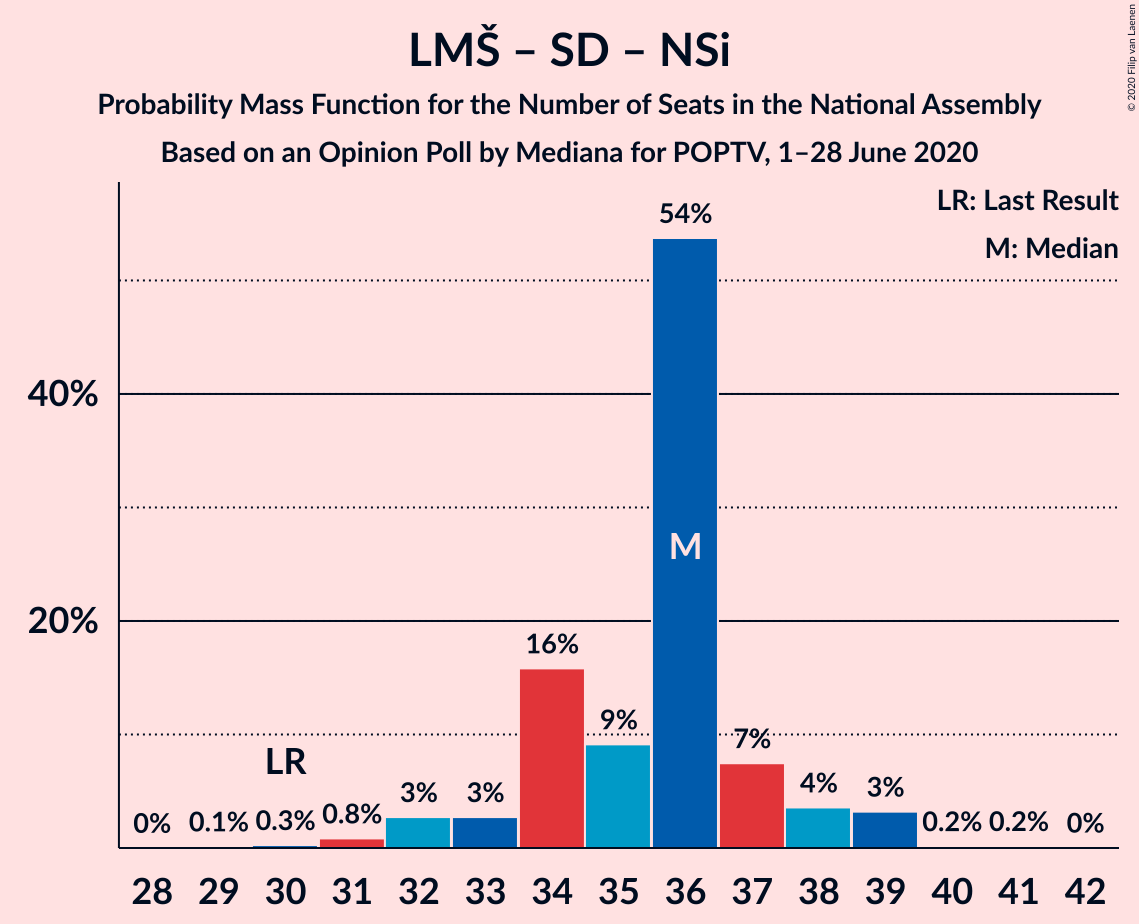 LMŠ – SD – NSi
Probability Mass Function for the Number of Seats in the National Assembly
Based on an Opinion Poll by Mediana for POPTV, 1–28 June 2020
© 2020 Filip van Laenen
LR: Last Result
M: Median
54%
40%
M
20%
16%
9%
7%
LR
4%
3%
3% 3%
0% 0.1% 0.3% 0.8% 0.2% 0.2% 0%
28 29 30 31 32 33 34 35 36 37 38 39 40 41 42